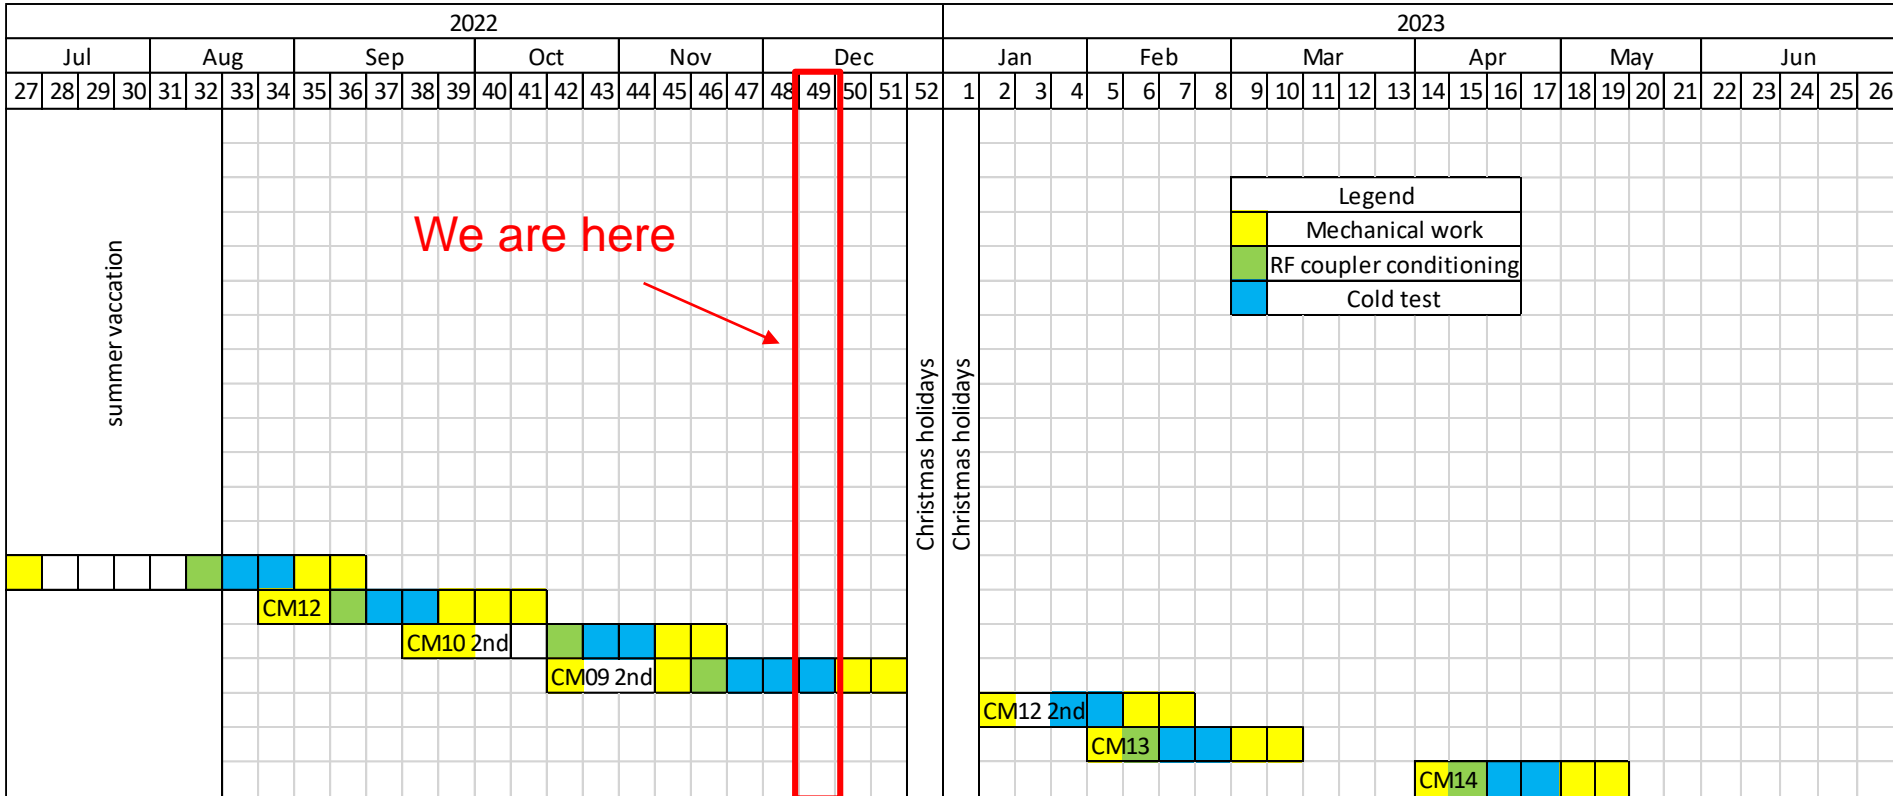 2022 2023
Jul Aug Sep Oct Nov Dec Jan Feb Mar Apr May Jun
27 28 29 30 31 32 33 34 35 36 37 38 39 40 41 42 43 44 45 46 47 48 49 50 51 52 1 2 3 4 5 6 7 8 9 10 11 12 13 14 15 16 17 18 19 20 21 22 23 24 25 26
summer vaccation
We are here
Christmas holidays
Christmas holidays
Legend
Mechanical work
RF coupler conditioning
Cold test
CM12
CM10 2nd
CM09 2nd
CM12 2nd
CM13
CM14